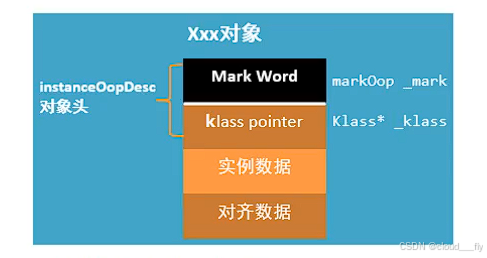 Xxx对象
instanceOopDesc
对象头
Mark Word
markOop _mark
klass pointer
Klass* _klass
实例数据
对齐数据
CSDN @cloud___fly